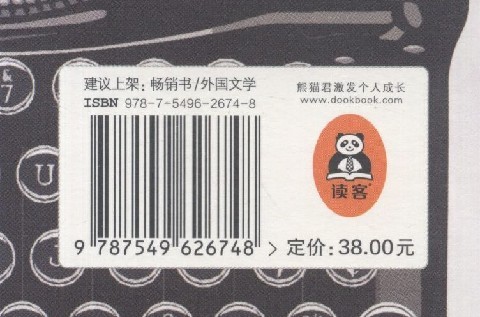 &
7
U
建议上架：畅销书/外国文学
ISBN 978-7-5496-2674-8
熊猫君激发个人成长
www.dookbook.com
读客®
9 787549 626748 >
定价：38.00元